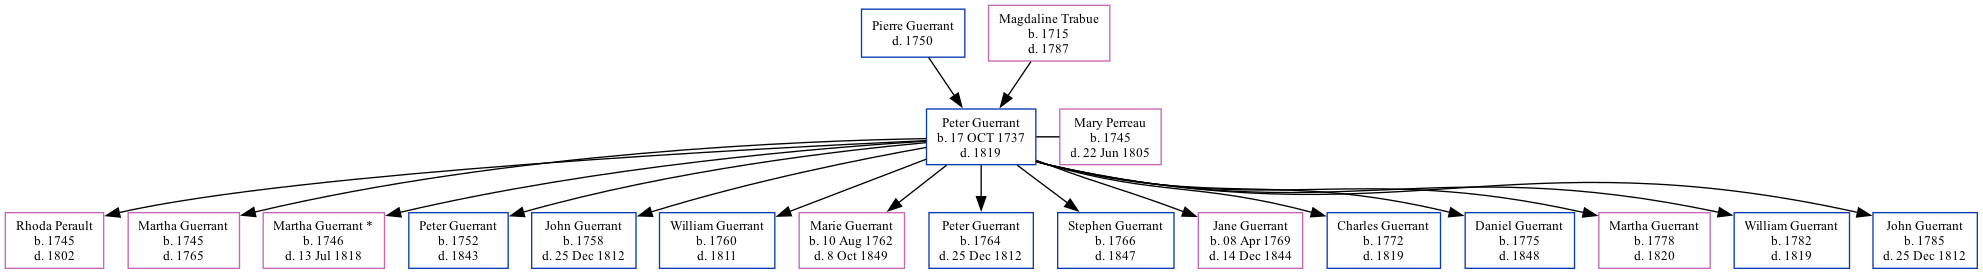 Pierre Guerrant
d. 1750
Magdaline Trabue
b. 1715
d. 1787
Peter Guerrant
b. 17 OCT 1737
d. 1819
Mary Perreau
b. 1745
d. 22 Jun 1805
Rhoda Perault
b. 1745
d. 1802
Martha Guerrant
b. 1745
d. 1765
Martha Guerrant *
b. 1746
d. 13 Jul 1818
Peter Guerrant
b. 1752
d. 1843
John Guerrant
b. 1758
d. 25 Dec 1812
William Guerrant
b. 1760
d. 1811
Marie Guerrant
b. 10 Aug 1762
d. 8 Oct 1849
Peter Guerrant
b. 1764
d. 25 Dec 1812
Stephen Guerrant
b. 1766
d. 1847
Jane Guerrant
b. 08 Apr 1769
d. 14 Dec 1844
Charles Guerrant
b. 1772
d. 1819
Daniel Guerrant
b. 1775
d. 1848
Martha Guerrant
b. 1778
d. 1820
William Guerrant
b. 1782
d. 1819
John Guerrant
b. 1785
d. 25 Dec 1812